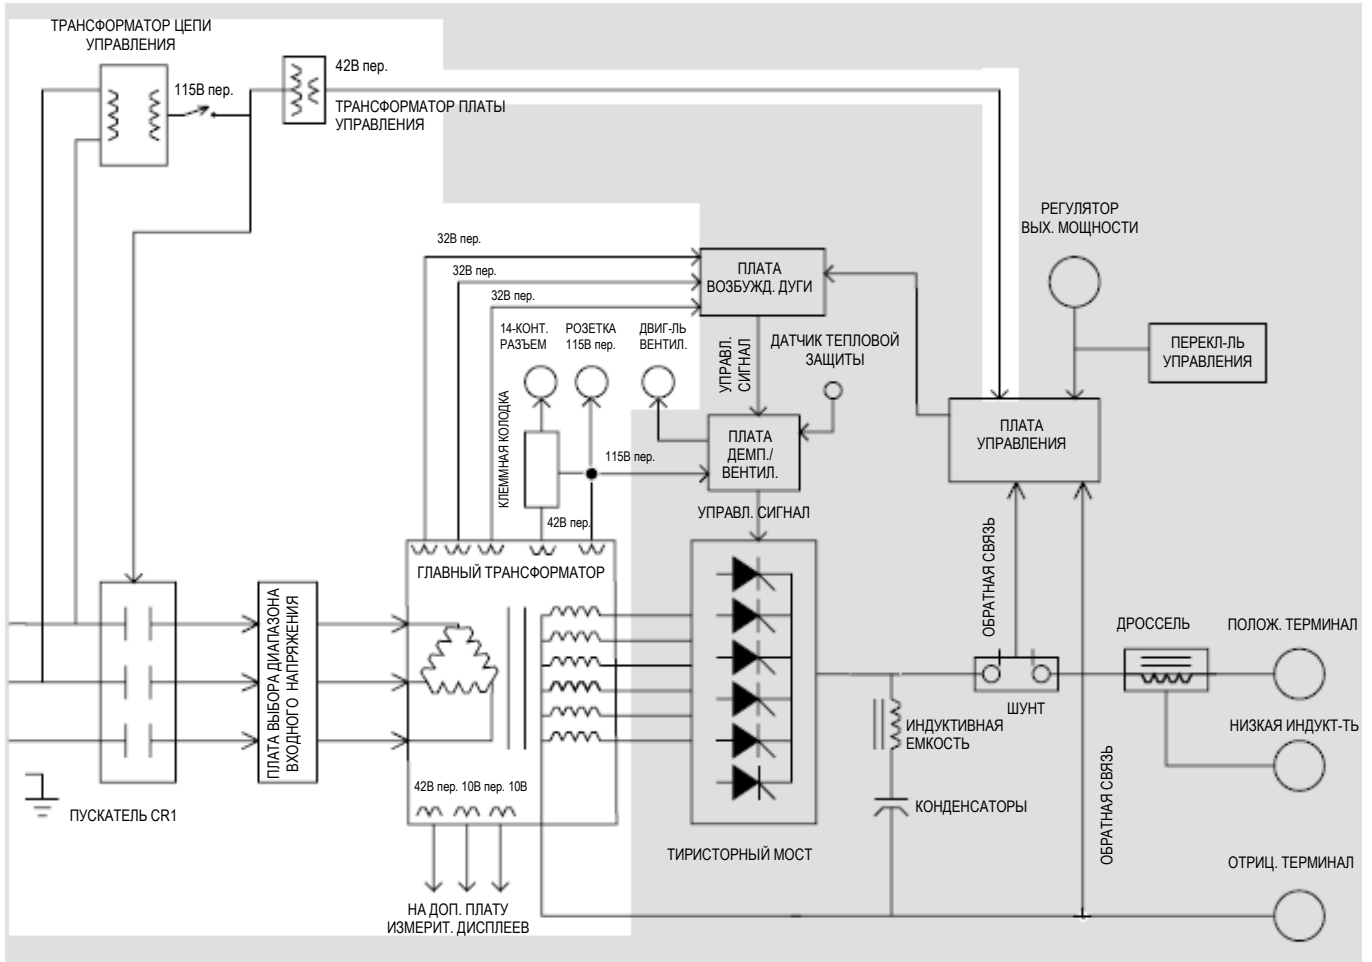 ТРАНСФОРМАТОР ЦЕПИ
УПРАВЛЕНИЯ
115В пер.
42В пер.
ТРАНСФОРМАТОР ПЛАТЫ
УПРАВЛЕНИЯ
РЕГУЛЯТОР
ВЫХ. МОЩНОСТИ
32В пер.
32В пер.
32В пер.
ПЛАТА
ВОЗБУЖД. ДУГИ
14-КОНТ.
РАЗЪЕМ
РОЗЕТКА
115В пер.
ДВИГ-ЛЬ
ВЕНТИЛ.
УПРАВЛ.
СИГНАЛ
ДАТЧИК ТЕПЛОВОЙ
ЗАЩИТЫ
ПЕРЕКЛ-ЛЬ
УПРАВЛЕНИЯ
КЛЕММНАЯ КОЛОДКА
115В пер.
ПЛАТА
ДЕМП./
ВЕНТИЛ.
ПЛАТА
УПРАВЛЕНИЯ
42В пер.
УПРАВЛ. СИГНАЛ
ГЛАВНЫЙ ТРАНСФОРМАТОР
ОБРАТНАЯ СВЯЗЬ
ПЛАТА ВЫБОРА ДИАПАЗОНА
ВХОДНОГО НАПРЯЖЕНИЯ
ДРОССЕЛЬ
ПОЛОЖ. ТЕРМИНАЛ
ШУНТ
ИНДУКТИВНАЯ
ЕМКОСТЬ
НИЗКАЯ ИНДУКТ-ТЬ
42В пер. 10В пер. 10В
ПУСКАТЕЛЬ CR1
КОНДЕНСАТОРЫ
ОБРАТНАЯ СВЯЗЬ
ТИРИСТОРНЫЙ МОСТ
ОТРИЦ. ТЕРМИНАЛ
НА ДОП. ПЛАТУ
ИЗМЕРИТ. ДИСПЛЕЕВ